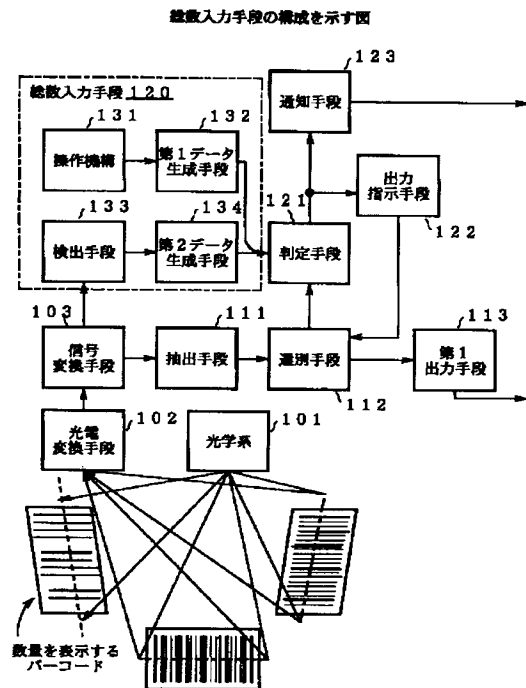 総数入力手段の構成を示す図
123
通知手段
総数入力手段 120
131
132
操作機構
第1データ
生成手段
出力
指示手段
122
133
134
121
検出手段
第2データ
生成手段
判定手段
103
111
113
信号
変換手段
抽出手段
選別手段
第1
出力手段
112
102
101
光電
変換手段
光学系
数量を表示する
バーコード